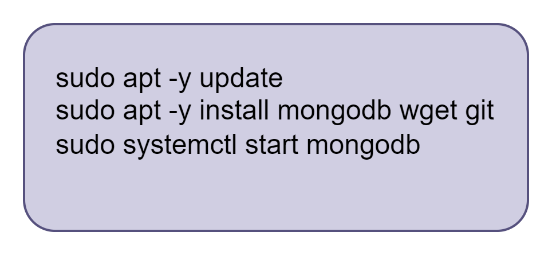 sudo apt -y update
sudo apt -y install mongodb wget git
sudo systemctl start mongodb